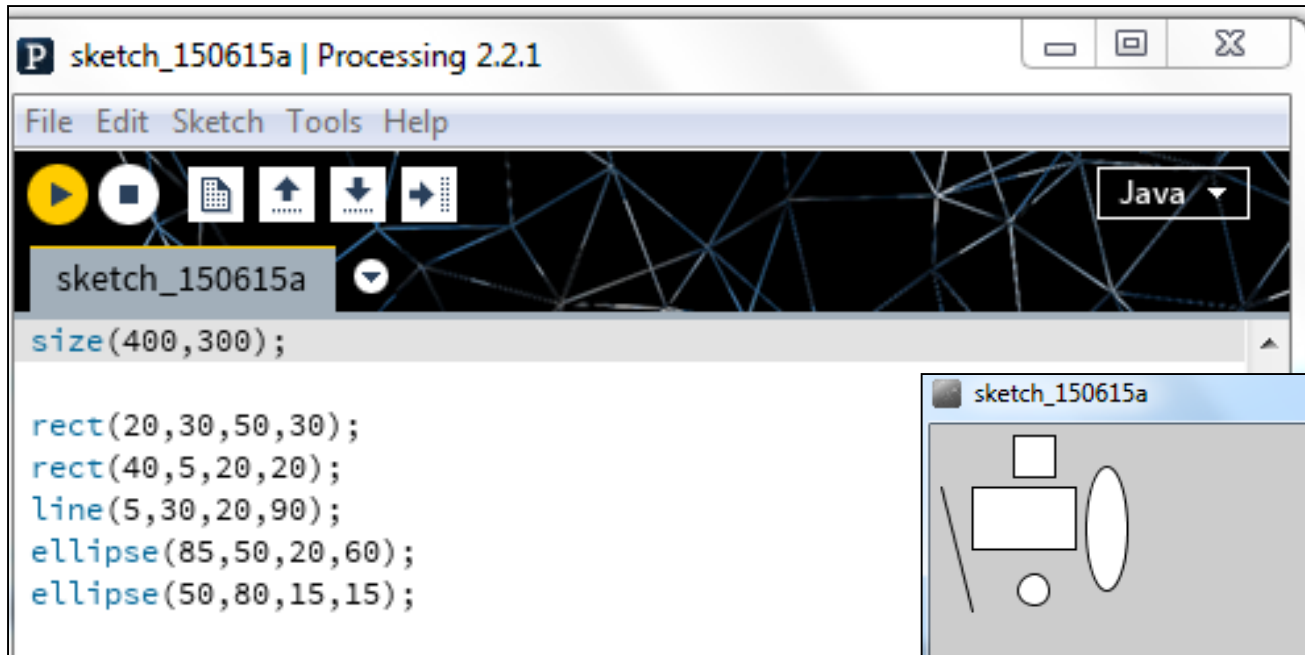 sketch_150615a | Processing 2.2.1
File Edit Sketch Tools Help
Java
sketch_150615a
size(400,300);
rect(20,30,50,30);
rect(40,5,20,20);
line(5,30,20,90);
ellipse(85,50,20,60);
ellipse(50,80,15,15);
sketch_150615a